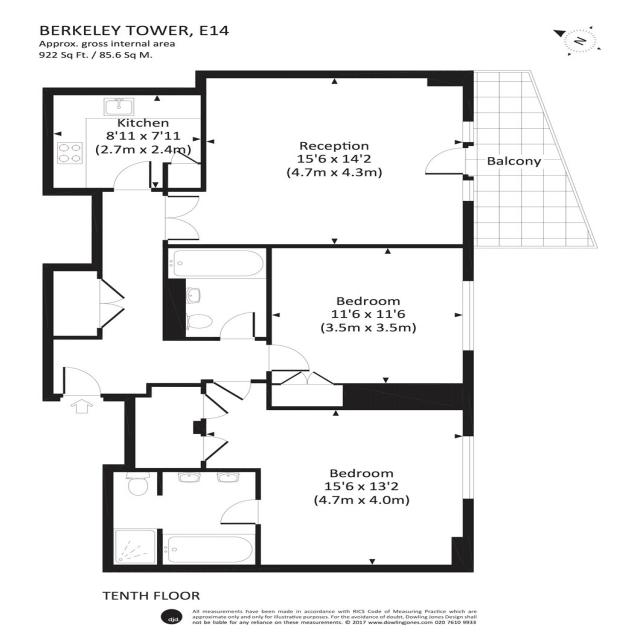 BERKELEY TOWER, E14
Approx. gross internal area
922 Sq Ft. / 85.6 Sq M.
N
Kitchen
8'11 x 7'11
(2.7m x 2.4m)
Reception
15'6 x 14'2
(4.7m x 4.3m)
Balcony
Bedroom
11'6 x 11'6
(3.5m x 3.5m)
Bedroom
15'6 x 13'2
(4.7m x 4.0m)
TENTH FLOOR
djd
All measurements have been made in accordance with RICS Code of Measuring Practice which are
approximate only and only for illustrative purposes. For the avoidance of doubt, Dowling Jones Design shall
not be liable for any reliance on these measurements. © 2017 www.dowlingjones.com 020 7610 9933